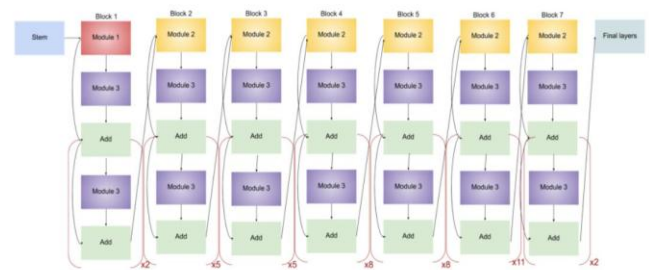 Block 1 Block 2 Block 3 Block 4 Block 5 Block 6 Block 7
Stem Module 1 Module 2 Module 2 Module 2 Module 2 Module 2 Module 2 Final layers
Module 3 Module 3 Module 3 Module 3 Module 3 Module 3 Module 3
Add Add Add Add Add Add Add
Module 3 Module 3 Module 3 Module 3 Module 3 Module 3 Module 3
Add Add Add Add Add Add Add
x2 x5 x5 x8 x8 x11 x2